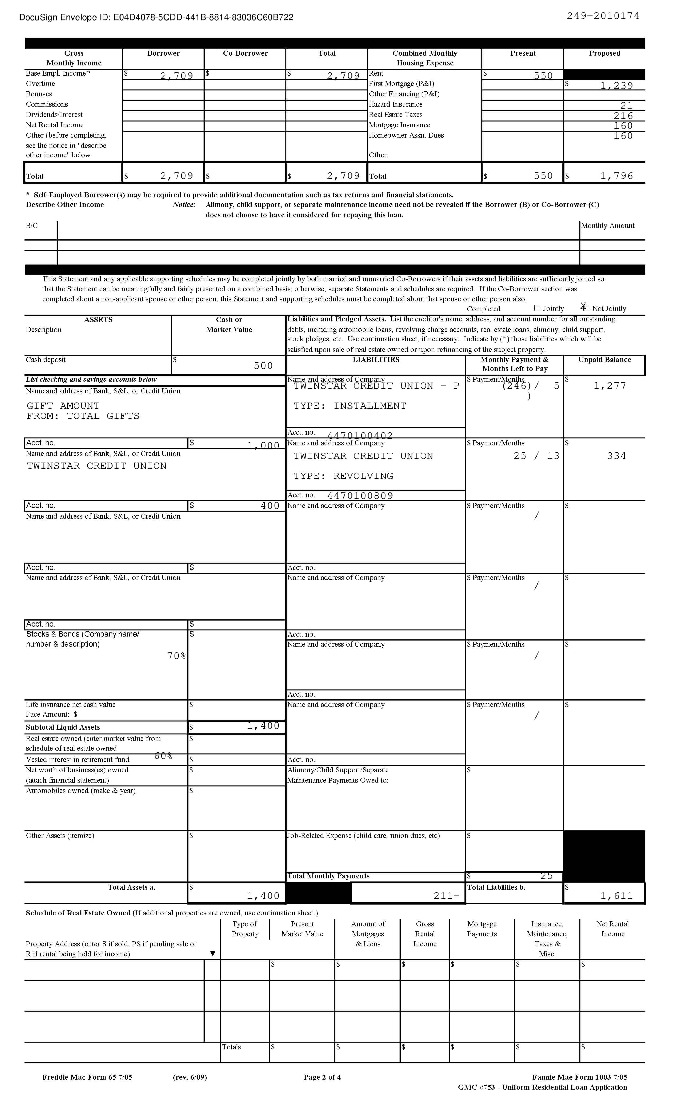 DocuSign Envelope ID: E04D4078-5CDD-441B-8814-83036C60B722
249-2010174
Gross Monthly Income Borrower Co-Borrower Total Combined Monthly Housing Expense Present Proposed
Base Empl. Income* $ 2,709 $ $ 2,709 Rent $ 550
Overtime First Mortgage (P&I) $ 1,239
Bonuses Other Financing (P&I)
Commissions Hazard Insurance 21
Dividends/Interest Real Estate Taxes 216
Net Rental Income Mortgage Insurance 160
Other (before completing, Homeowner Assn. Dues 160
see the notice in "describe
other income" below Other:
Total $ 2,709 $ $ 2,709 Total $ 550 $ 1,796
* Self Employed Borrower(s) may be required to provide additional documentation such as tax returns and financial statements.
Describe Other Income Notice: Alimony, child support, or separate maintenance income need not be revealed if the Borrower (B) or Co-Borrower (C)
does not choose to have it considered for repaying this loan.
B/C Monthly Amount
This Statement and any applicable supporting schedules may be completed jointly by both married and unmarried Co-Borrowers if their assets and liabilities are sufficiently joined so
that the Statement can be meaningfully and fairly presented on a combined basis; otherwise, separate Statements and schedules are required. If the Co-Borrower section was
completed about a non-applicant spouse or other person, this Statement and supporting schedules must be completed about that spouse or other person also.
Completed Jointly ¥ Not Jointly
ASSETS Cash or Market Value
Description
Liabilities and Pledged Assets. List the creditor's name, address, and account number for all outstanding
debts, including automobile loans, revolving charge accounts, real estate loans, alimony, child support,
stock pledges, etc. Use continuation sheet, if necessary. Indicate by (*) those liabilities which will be
satisfied upon sale of real estate owned or upon refinancing of the subject property.
Cash deposit $ 500 LIABILITIES Monthly Payment & Months Left to Pay Unpaid Balance
List checking and savings accounts below Name and address of Company $ Payment/Months $
Name and address of Bank, S&L, or Credit Union TWINSTAR CREDIT UNION - P (246)/ 5 1,277
)
GIFT AMOUNT TYPE: INSTALLMENT
FROM: TOTAL GIFTS
Acct. no. 4470100402
Acct. no. $ 1,000 Name and address of Company $ Payment/Months $
Name and address of Bank, S&L, or Credit Union TWINSTAR CREDIT UNION 25 / 13 334
TWINSTAR CREDIT UNION
TYPE: REVOLVING
Acct. no. 4470100809
Acct. no. $ 400 Name and address of Company $ Payment/Months $
Name and address of Bank, S&L, or Credit Union /
Acct. no. $ Acct. no.
Name and address of Bank, S&L, or Credit Union Name and address of Company $ Payment/Months $
/
Acct. no. $
Stocks & Bonds (Company name/ $ Acct. no.
number & description) Name and address of Company $ Payment/Months $
70% /
Acct. no.
Life insurance net cash value $ Name and address of Company $ Payment/Months $
Face Amount: $ /
Subtotal Liquid Assets $ 1,400
Real estate owned (enter market value from $
schedule of real estate owned
Vested interest in retirement fund 60% $ Acct. no.
Net worth of business(es) owned $ Alimony/Child Support/Separate $
(attach financial statement) Maintenance Payments Owed to:
Automobiles owned (make & year) $
Other Assets (itemize) $ Job-Related Expense (child care, union dues, etc) $
Total Monthly Payments $ 25
Total Assets a. $ 1,400 211- Total Liabilities b. $ 1,611
Schedule of Real Estate Owned (If additional properties are owned, use continuation sheet.)
Property Address (enter S if sold, PS if pending sale or
R if rental being held for income) ▼ Type of Property Present Market Value Amount of Mortgages & Liens Gross Rental Income Mortgage Payments Insurance, Maintenance, Taxes & Misc. Net Rental Income
$ $ $ $ $ $
Totals $ $ $ $ $ $
Freddie Mac Form 65 7/05 (rev. 6/09) Page 2 of 4 Fannie Mae Form 1003 7/05
GMC #753 - Uniform Residential Loan Application